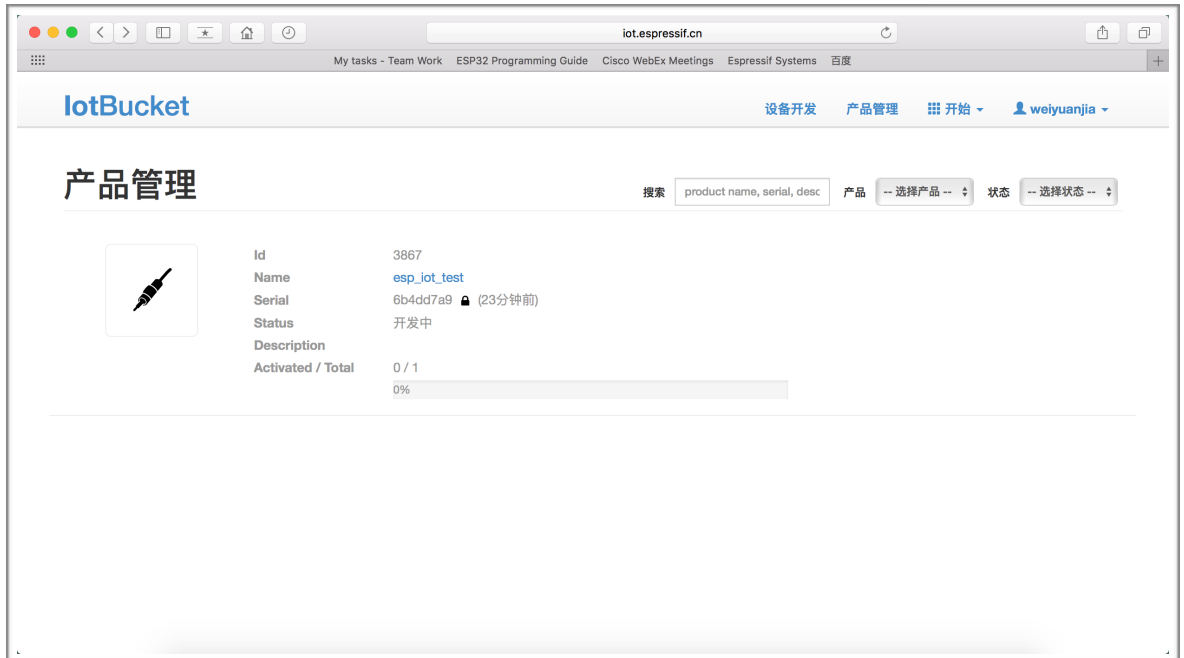 iot.espressif.cn
My tasks - Team Work ESP32 Programming Guide Cisco WebEx Meetings Espressif Systems 百度
IotBucket 设备开发 产品管理 开始 weiyuanjia
产品管理 搜索 product name, serial, desc 产品 -- 选择产品 -- 状态 -- 选择状态 --
Id 3867
Name esp_iot_test
Serial 6b4dd7a9 (23分钟前)
Status 开发中
Description
Activated / Total 0 / 1
0%